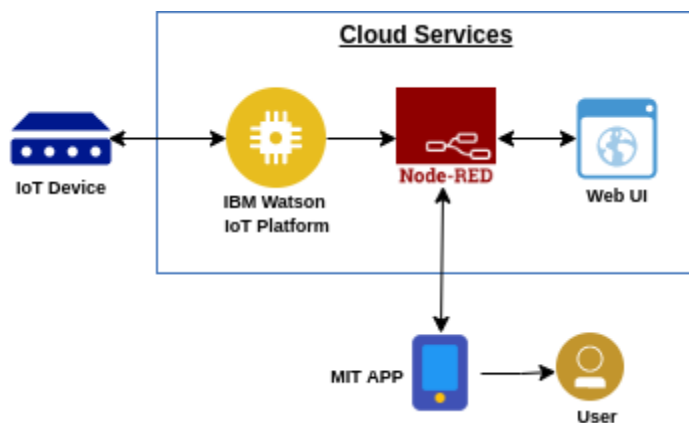 Cloud Services
IoT Device
IBM Watson
IoT Platform
Node-RED
Web UI
MIT APP
User